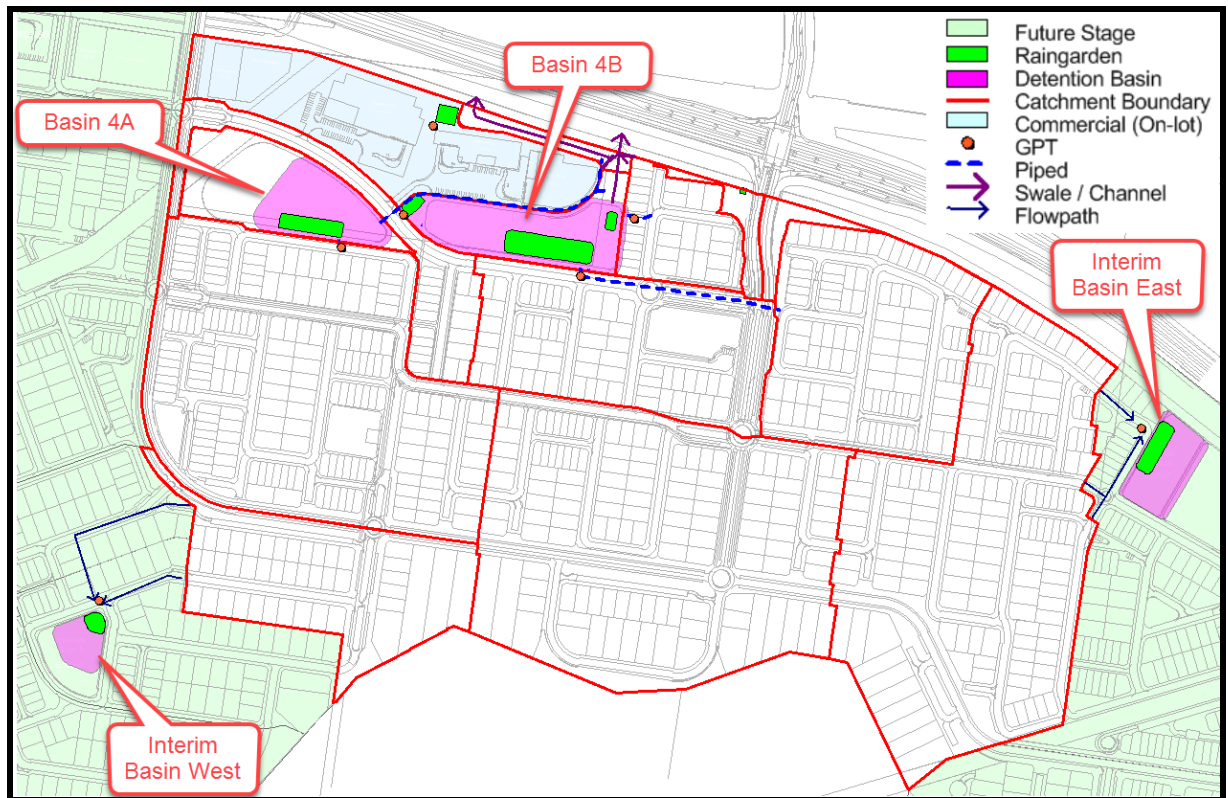 Basin 4A
Basin 4B
Future Stage
Raingarden
Detention Basin
Catchment Boundary
Commercial (On-lot)
GPT
Piped
Swale / Channel
Flowpath
Interim
Basin East
Interim
Basin West